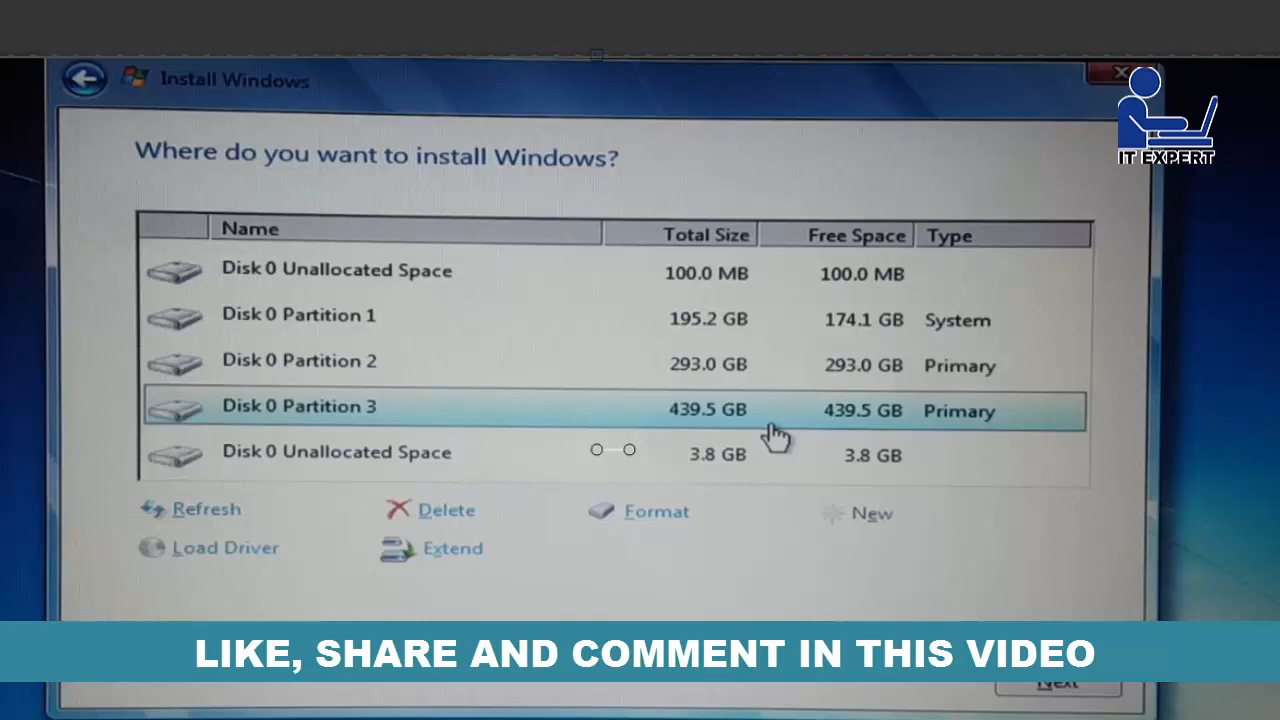 Install Windows
IT EXPERT
Where do you want to install Windows?
Name Total Size Free Space Type
Disk 0 Unallocated Space 100.0 MB 100.0 MB
Disk 0 Partition 1 195.2 GB 174.1 GB System
Disk 0 Partition 2 293.0 GB 293.0 GB Primary
Disk 0 Partition 3 439.5 GB 439.5 GB Primary
Disk 0 Unallocated Space 3.8 GB 3.8 GB
Refresh Delete Format New
Load Driver Extend
LIKE, SHARE AND COMMENT IN THIS VIDEO
Next